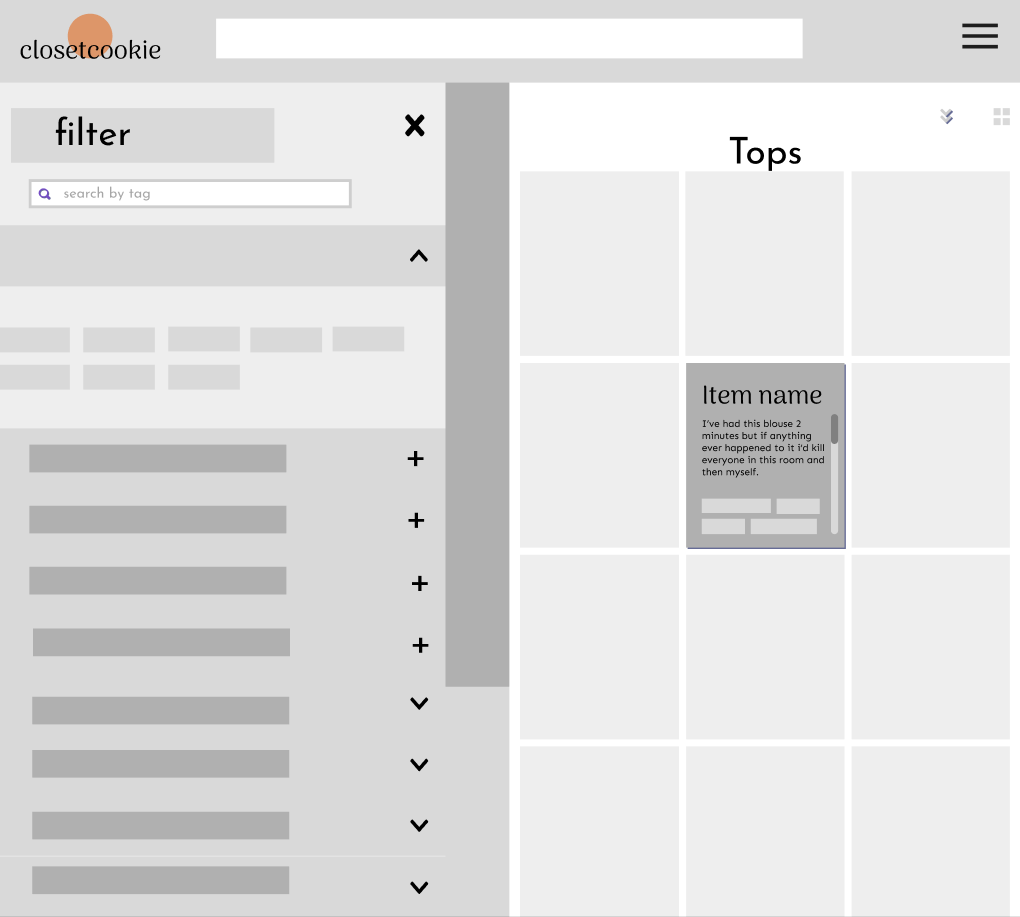 closetcookie
filter
search by tag
Tops
Item name
I've had this blouse 2
minutes but if anything
ever happened to it i'd kill
everyone in this room and
then myself.